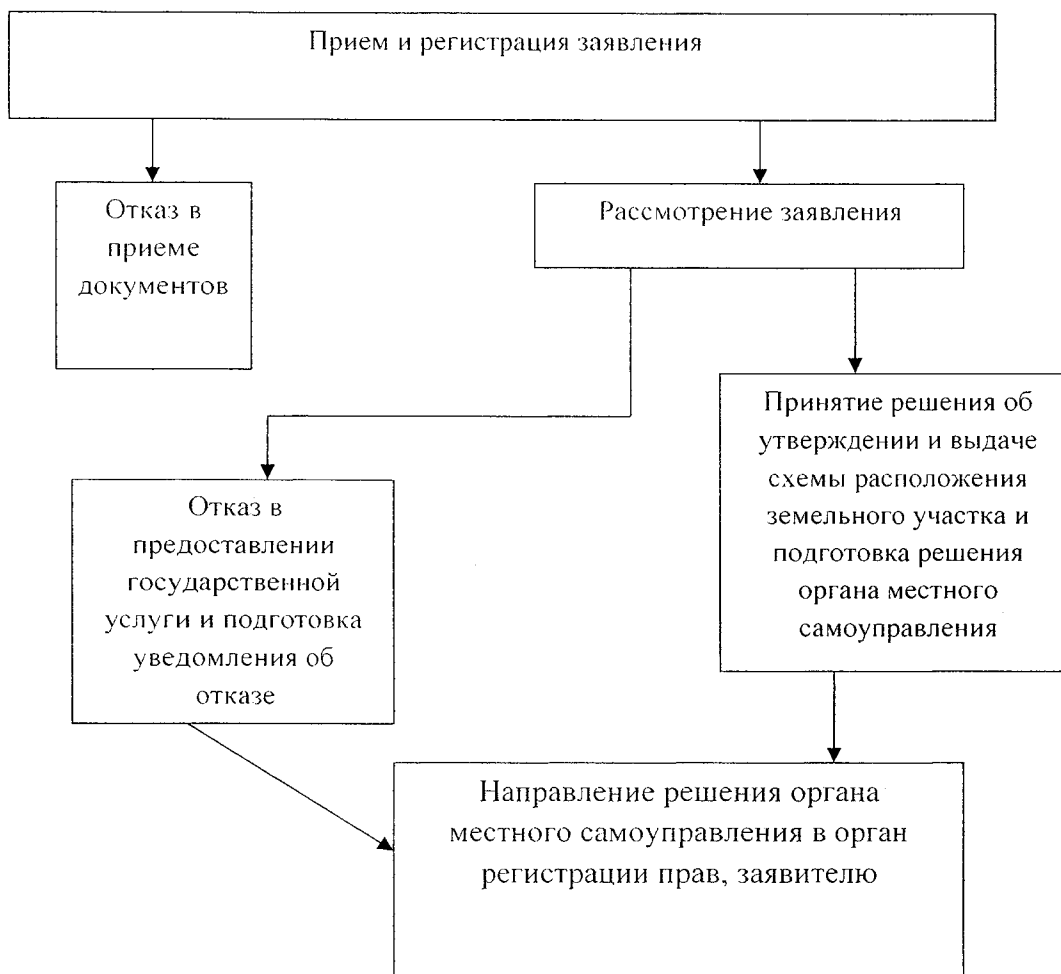 Прием и регистрация заявления
Отказ в
приеме
документов
Рассмотрение заявления
Принятие решения об
утверждении и выдаче
схемы расположения
земельного участка и
подготовка решения
органа местного
самоуправления
Отказ в
предоставлении
государственной
услуги и подготовка
уведомления об
отказе
Направление решения органа
местного самоуправления в орган
регистрации прав, заявителю